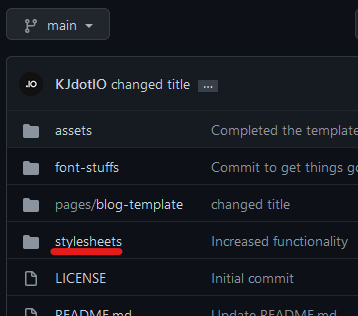 main
.IO
KJdotIO changed title ...
assets Completed the template
font-stuffs Commit to get things go
pages/blog-template changed title
stylesheets Increased functionality
LICENSE Initial commit
README.md Update README.md